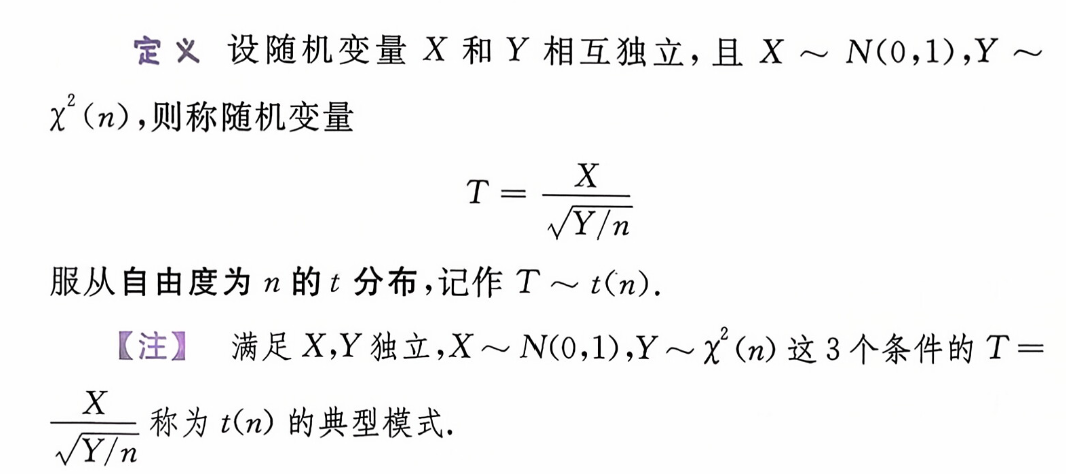 定义 设随机变量 X 和 Y 相互独立,且 X ~ N(0,1),Y ~
χ²(n),则称随机变量
T = X/√(Y/n)
服从自由度为 n 的 t 分布,记作 T ~ t(n).
【注】 满足 X,Y 独立,X ~ N(0,1),Y ~ χ²(n) 这 3 个条件的 T =
X/√(Y/n) 称为 t(n) 的典型模式.